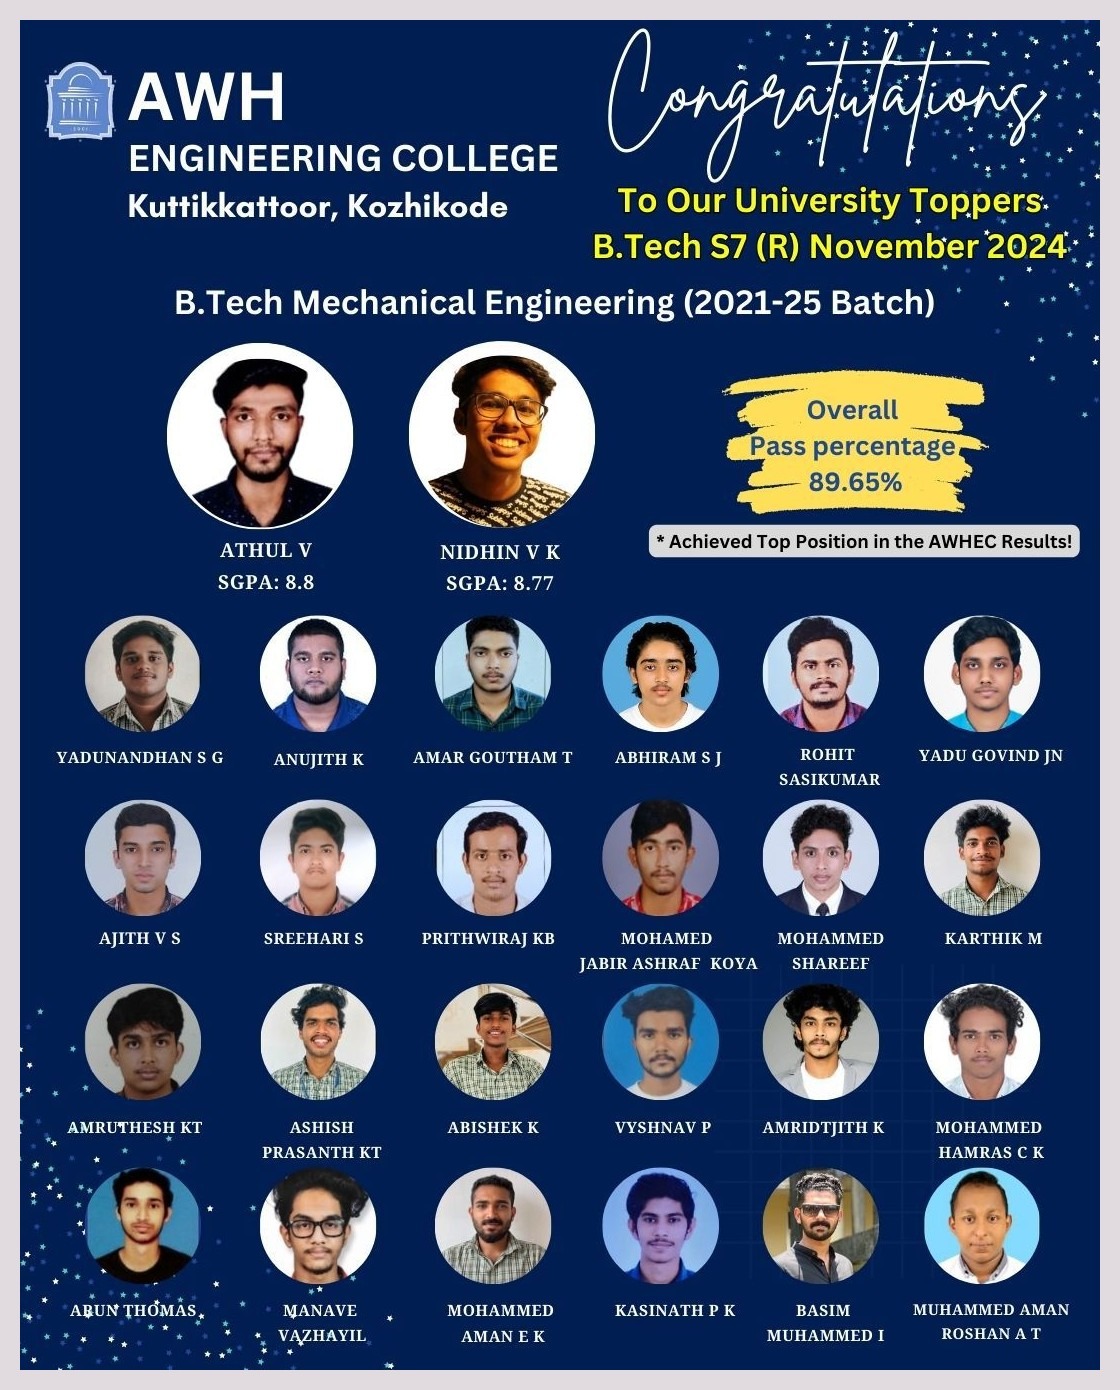 AWH
ENGINEERING COLLEGE
Kuttikkattoor, Kozhikode
Congratulations
To Our University Toppers
B.Tech S7 (R) November 2024
B.Tech Mechanical Engineering (2021-25 Batch)
Overall
Pass percentage
89.65%
* Achieved Top Position in the AWHEC Results!
ATHUL V
SGPA: 8.8
NIDHIN V K
SGPA: 8.77
YADUNANDHAN S G
ANUJITH K
AMAR GOUTHAM T
ABHIRAM S J
ROHIT
SASIKUMAR
YADU GOVIND JN
AJITH V S
SREEHARI S
PRITHWIRAJ KB
MOHAMED
JABIR ASHRAF KOYA
MOHAMMED
SHAREEF
KARTHIK M
AMRUTHESH KT
ASHISH
PRASANTH KT
ABISHEK K
VYSHNAV P
AMRIDTJITH K
MOHAMMED
HAMRAS C K
ARUN THOMAS
MANAVE
VAZHAYIL
MOHAMMED
AMAN E K
KASINATH P K
BASIM
MUHAMMED I
MUHAMMED AMAN
ROSHAN A T